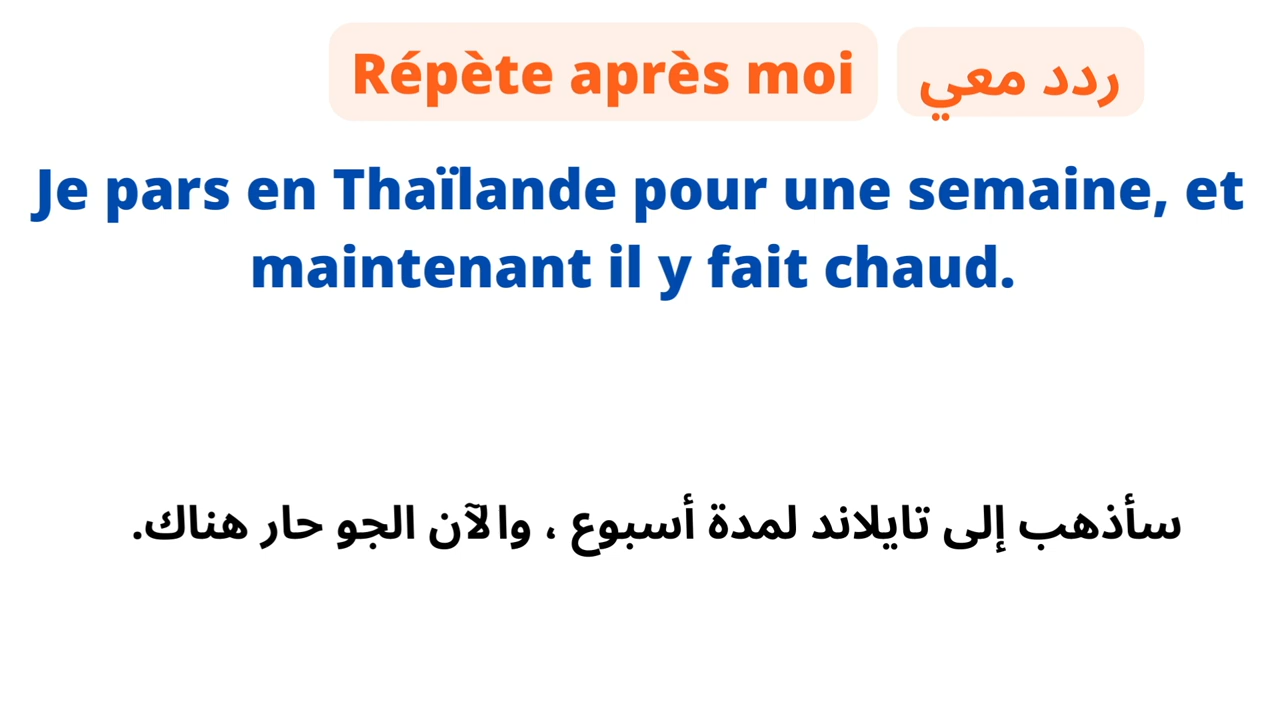 Répète après moi
ردد معي
Je pars en Thaïlande pour une semaine, et
maintenant il y fait chaud.
سأذهب إلى تايلاند لمدة أسبوع ، والآن الجو حار هناك.